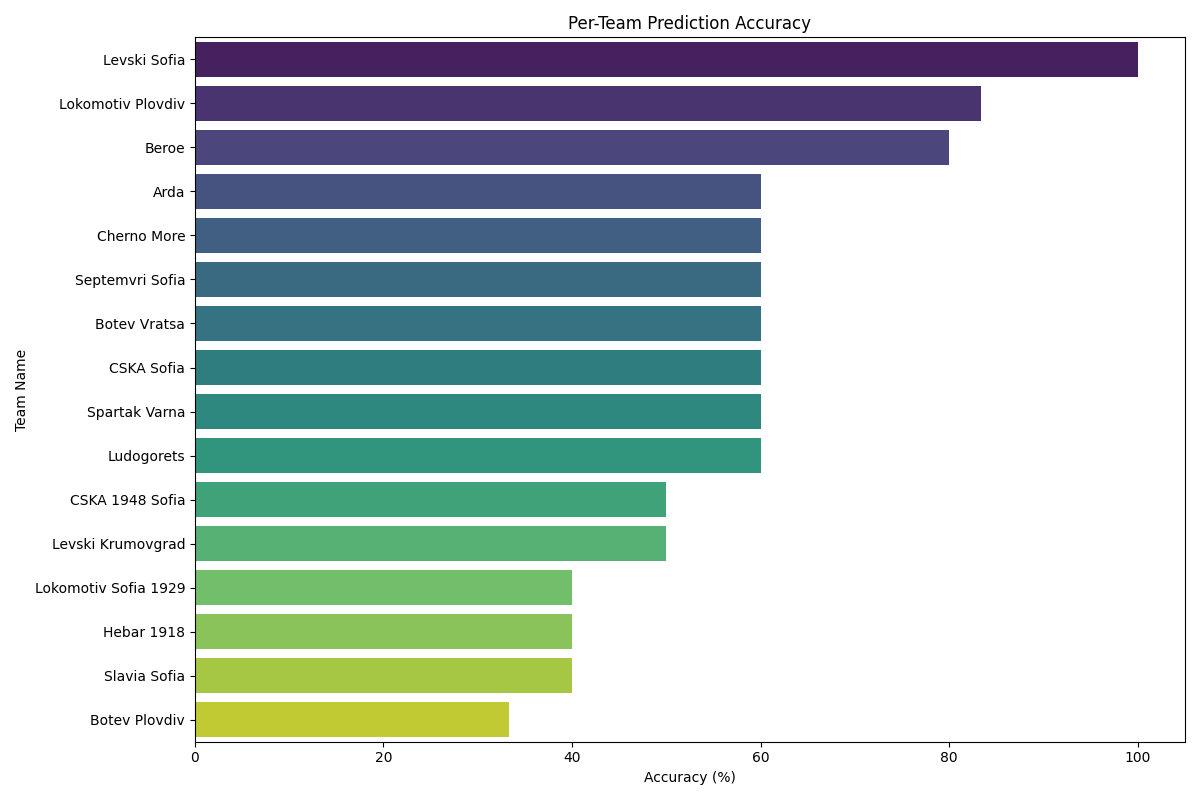 Per-Team Prediction Accuracy
Levski Sofia
Lokomotiv Plovdiv
Beroe
Arda
Cherno More
Septemvri Sofia
Botev Vratsa
CSKA Sofia
Spartak Varna
Ludogorets
CSKA 1948 Sofia
Levski Krumovgrad
Lokomotiv Sofia 1929
Hebar 1918
Slavia Sofia
Botev Plovdiv
Team Name
0 20 40 60 80 100
Accuracy (%)